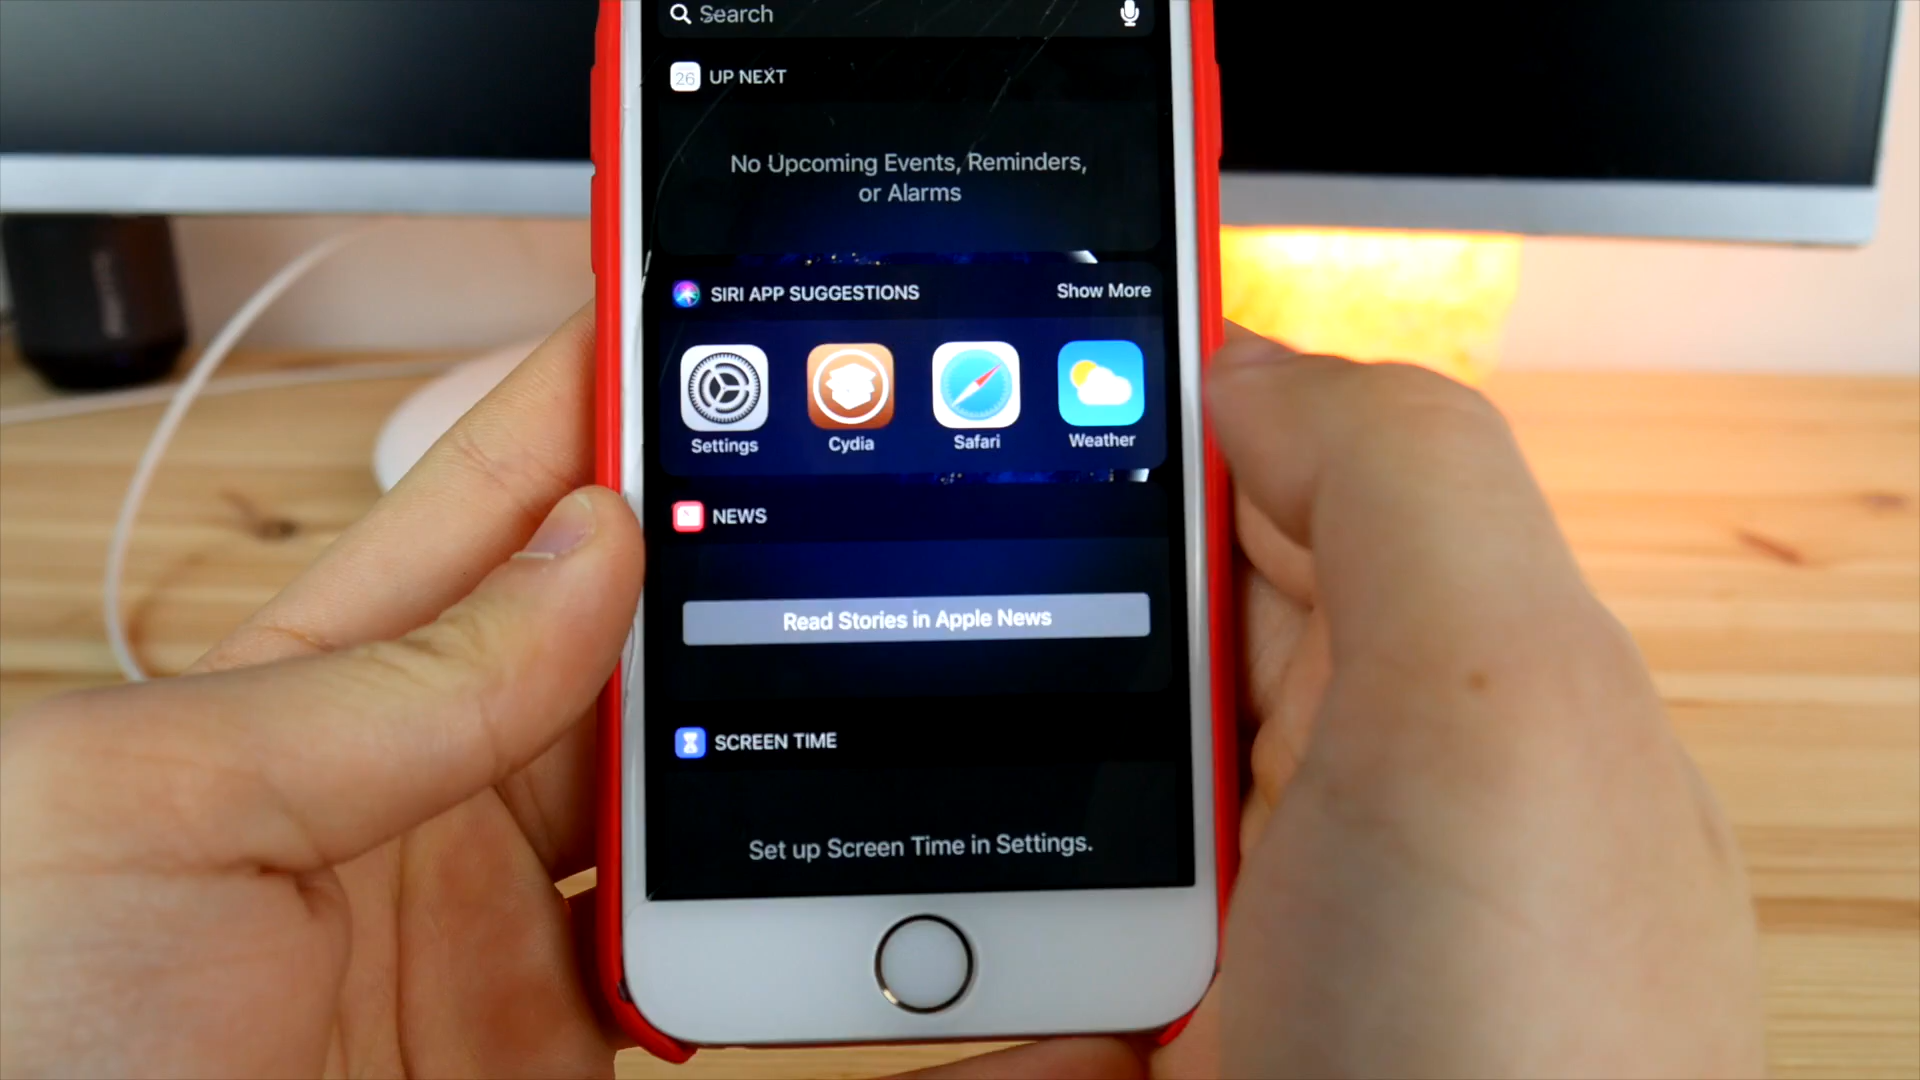 Search
26 UP NEXT
No Upcoming Events, Reminders,
or Alarms
SIRI APP SUGGESTIONS Show More
Settings Cydia Safari Weather
NEWS
Read Stories in Apple News
SCREEN TIME
Set up Screen Time in Settings.